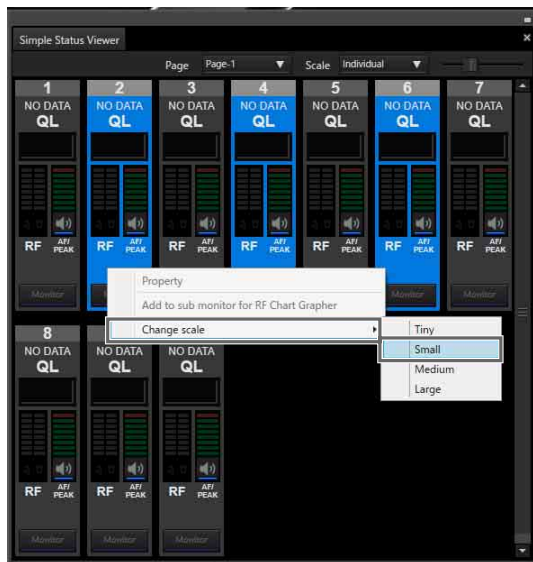 Simple Status Viewer
Page Page-1 Scale Individual
1 2 3 4 5 6 7
NO DATA NO DATA NO DATA NO DATA NO DATA NO DATA NO DATA
QL QL QL QL QL QL QL
RF AF/PEAK RF AF/PEAK RF AF/PEAK RF AF/PEAK RF AF/PEAK RF AF/PEAK RF AF/PEAK
Monitor Monitor Monitor
Property
Add to sub monitor for RF Chart Grapher
Change scale
Tiny
Small
Medium
Large
8
NO DATA NO DATA NO DATA
QL QL QL
RF AF/PEAK RF AF/PEAK RF AF/PEAK
Monitor Monitor Monitor